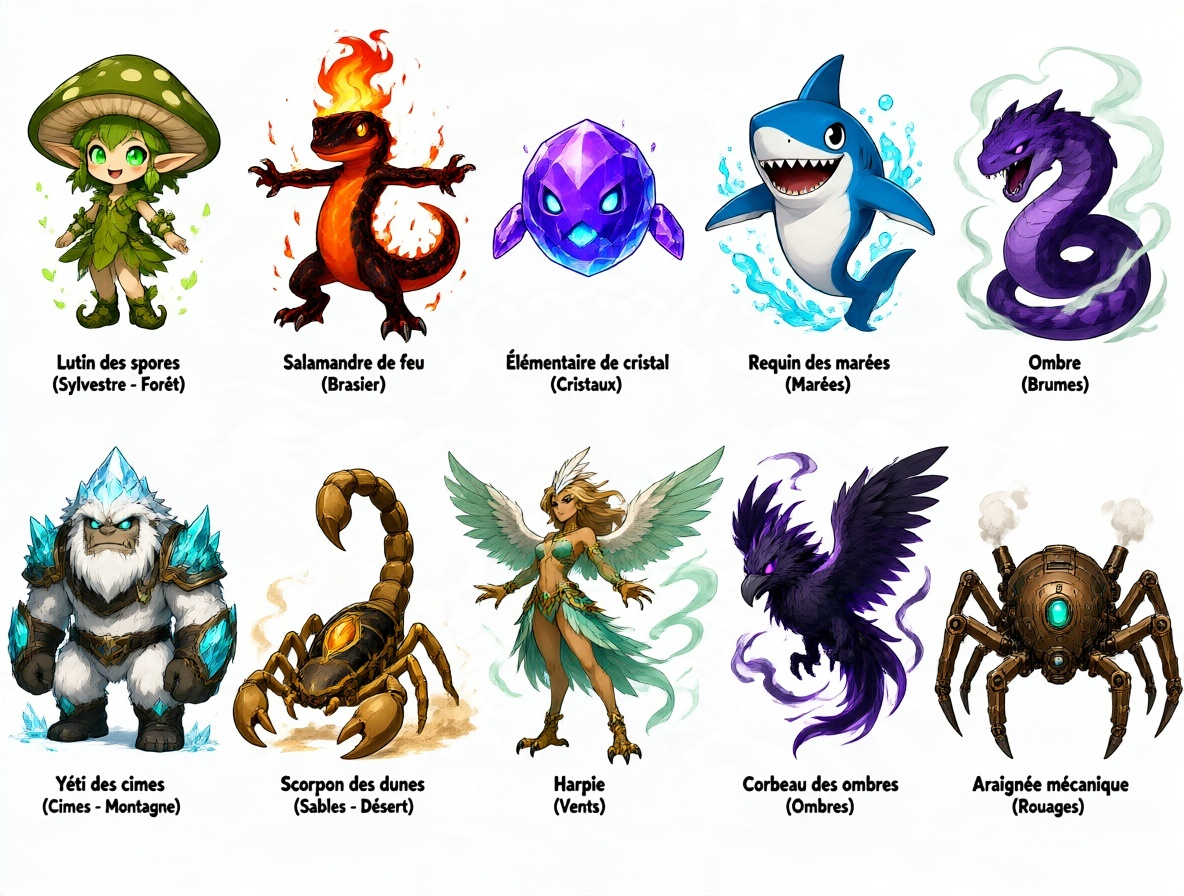 Lutin des spores
(Sylvestre - Forêt)
Salamandre de feu
(Brasier)
Élémentaire de cristal
(Cristaux)
Requin des marées
(Marées)
Ombre
(Brumes)
Yéti des cimes
(Cimes - Montagne)
Scorpon des dunes
(Sables - Désert)
Harpie
(Vents)
Corbeau des ombres
(Ombres)
Araignée mécanique
(Rouages)